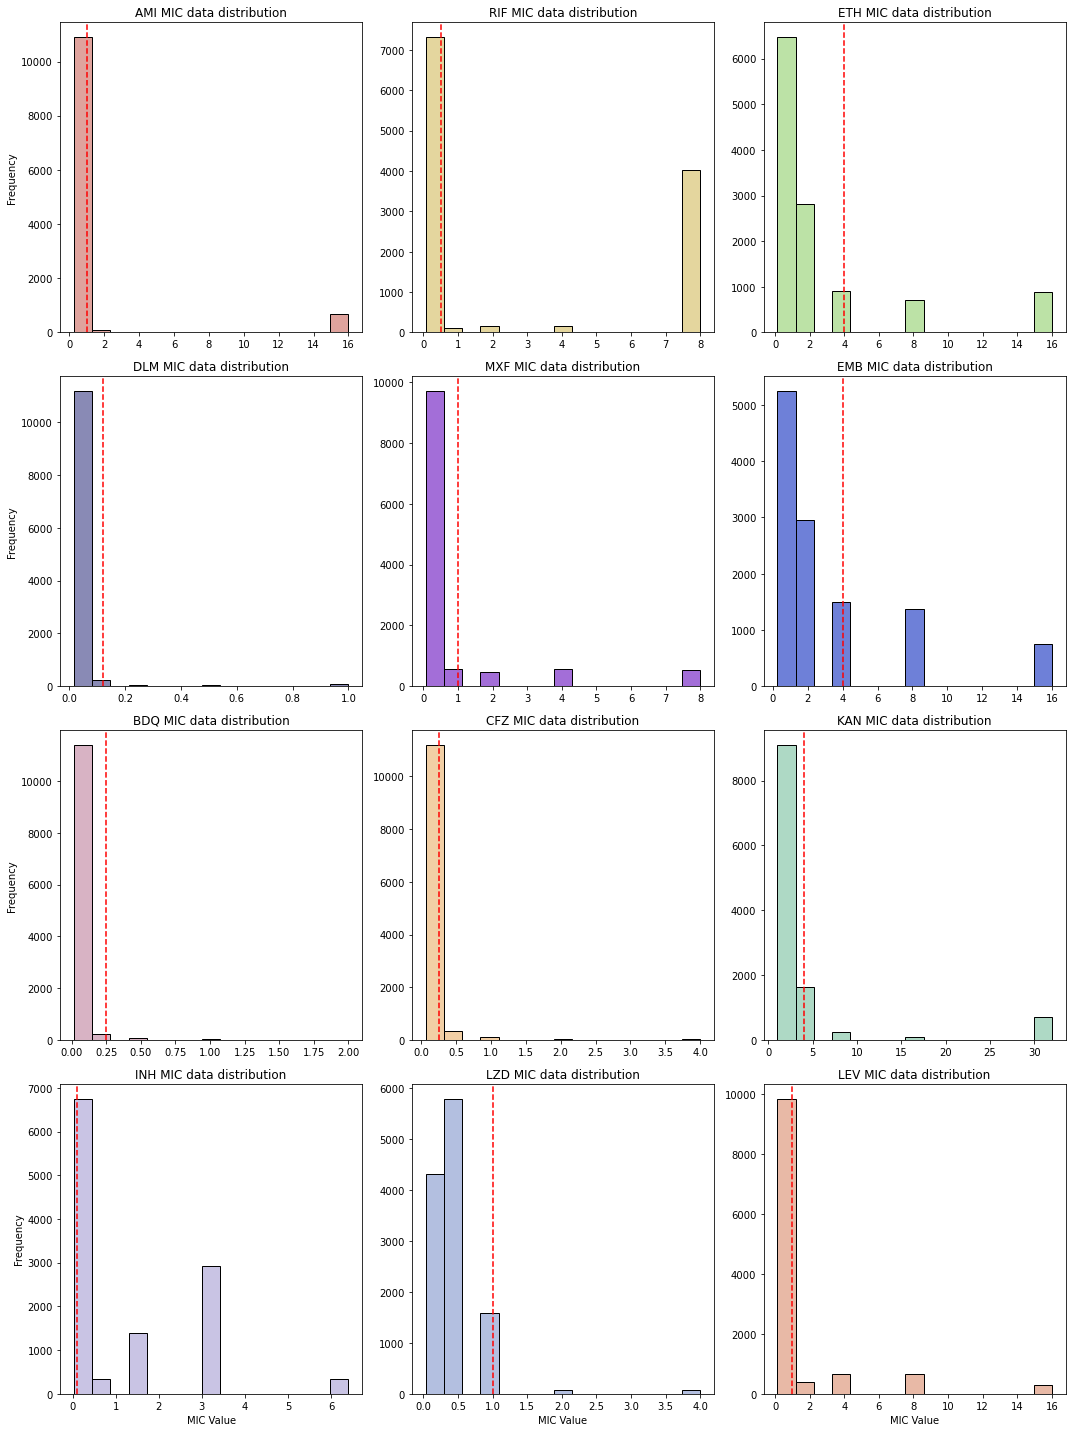 AMI MIC data distribution
Frequency
10000
8000
6000
4000
2000
0
0 2 4 6 8 10 12 14 16
RIF MIC data distribution
7000
6000
5000
4000
3000
2000
1000
0
0 1 2 3 4 5 6 7 8
ETH MIC data distribution
6000
5000
4000
3000
2000
1000
0
0 2 4 6 8 10 12 14 16
DLM MIC data distribution
Frequency
10000
8000
6000
4000
2000
0
0.0 0.2 0.4 0.6 0.8 1.0
MXF MIC data distribution
10000
8000
6000
4000
2000
0
0 1 2 3 4 5 6 7 8
EMB MIC data distribution
5000
4000
3000
2000
1000
0
0 2 4 6 8 10 12 14 16
BDQ MIC data distribution
Frequency
10000
8000
6000
4000
2000
0
0.00 0.25 0.50 0.75 1.00 1.25 1.50 1.75 2.00
CFZ MIC data distribution
10000
8000
6000
4000
2000
0
0.0 0.5 1.0 1.5 2.0 2.5 3.0 3.5 4.0
KAN MIC data distribution
8000
6000
4000
2000
0
0 5 10 15 20 25 30
INH MIC data distribution
Frequency
7000
6000
5000
4000
3000
2000
1000
0
0 1 2 3 4 5 6
MIC Value
LZD MIC data distribution
6000
5000
4000
3000
2000
1000
0
0.0 0.5 1.0 1.5 2.0 2.5 3.0 3.5 4.0
MIC Value
LEV MIC data distribution
10000
8000
6000
4000
2000
0
0 2 4 6 8 10 12 14 16
MIC Value